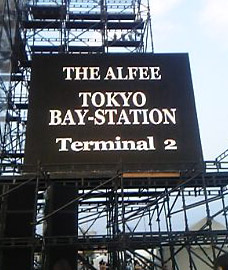 THE ALFEE
TOKYO
BAY-STATION
Terminal 2